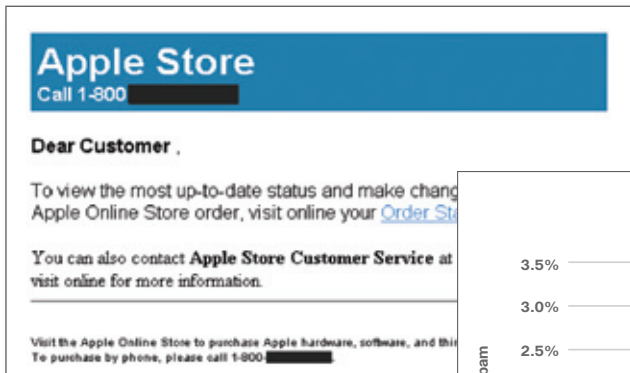 Apple Store
Call 1-800
Dear Customer ,
To view the most up-to-date status and make chang
Apple Online Store order, visit online your Order Sta
You can also contact Apple Store Customer Service at
visit online for more information.
Visit the Apple Online Store to purchase Apple hardware, software, and thir
To purchase by phone, please call 1-800-
3.5%
3.0%
2.5%